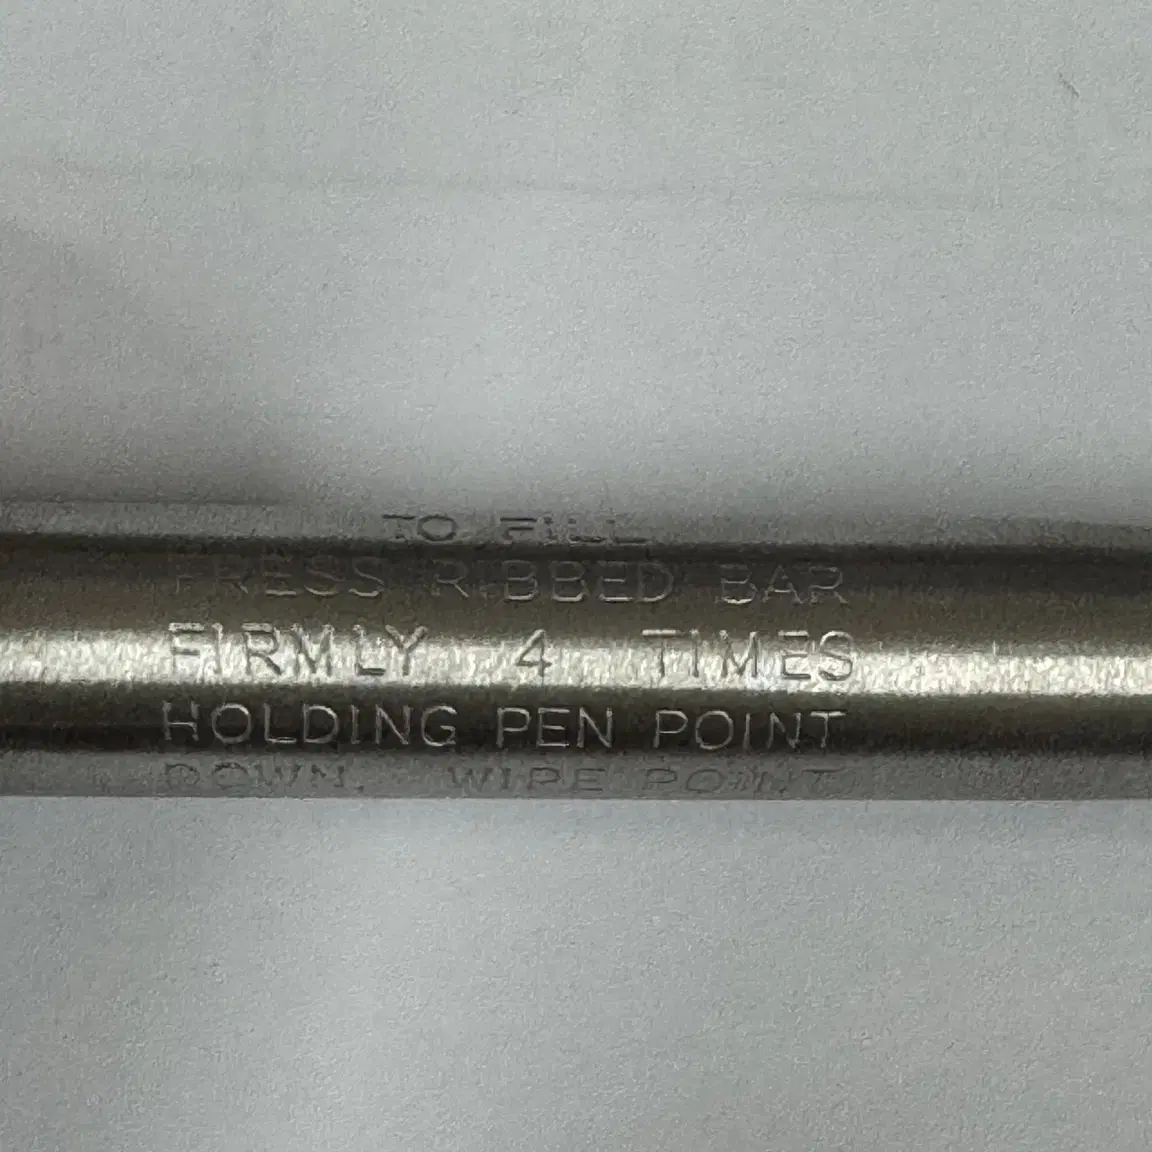 TO FILL
PRESS RIBBED BAR
FIRMLY 4 TIMES
HOLDING PEN POINT
DOWN. WIPE POINT